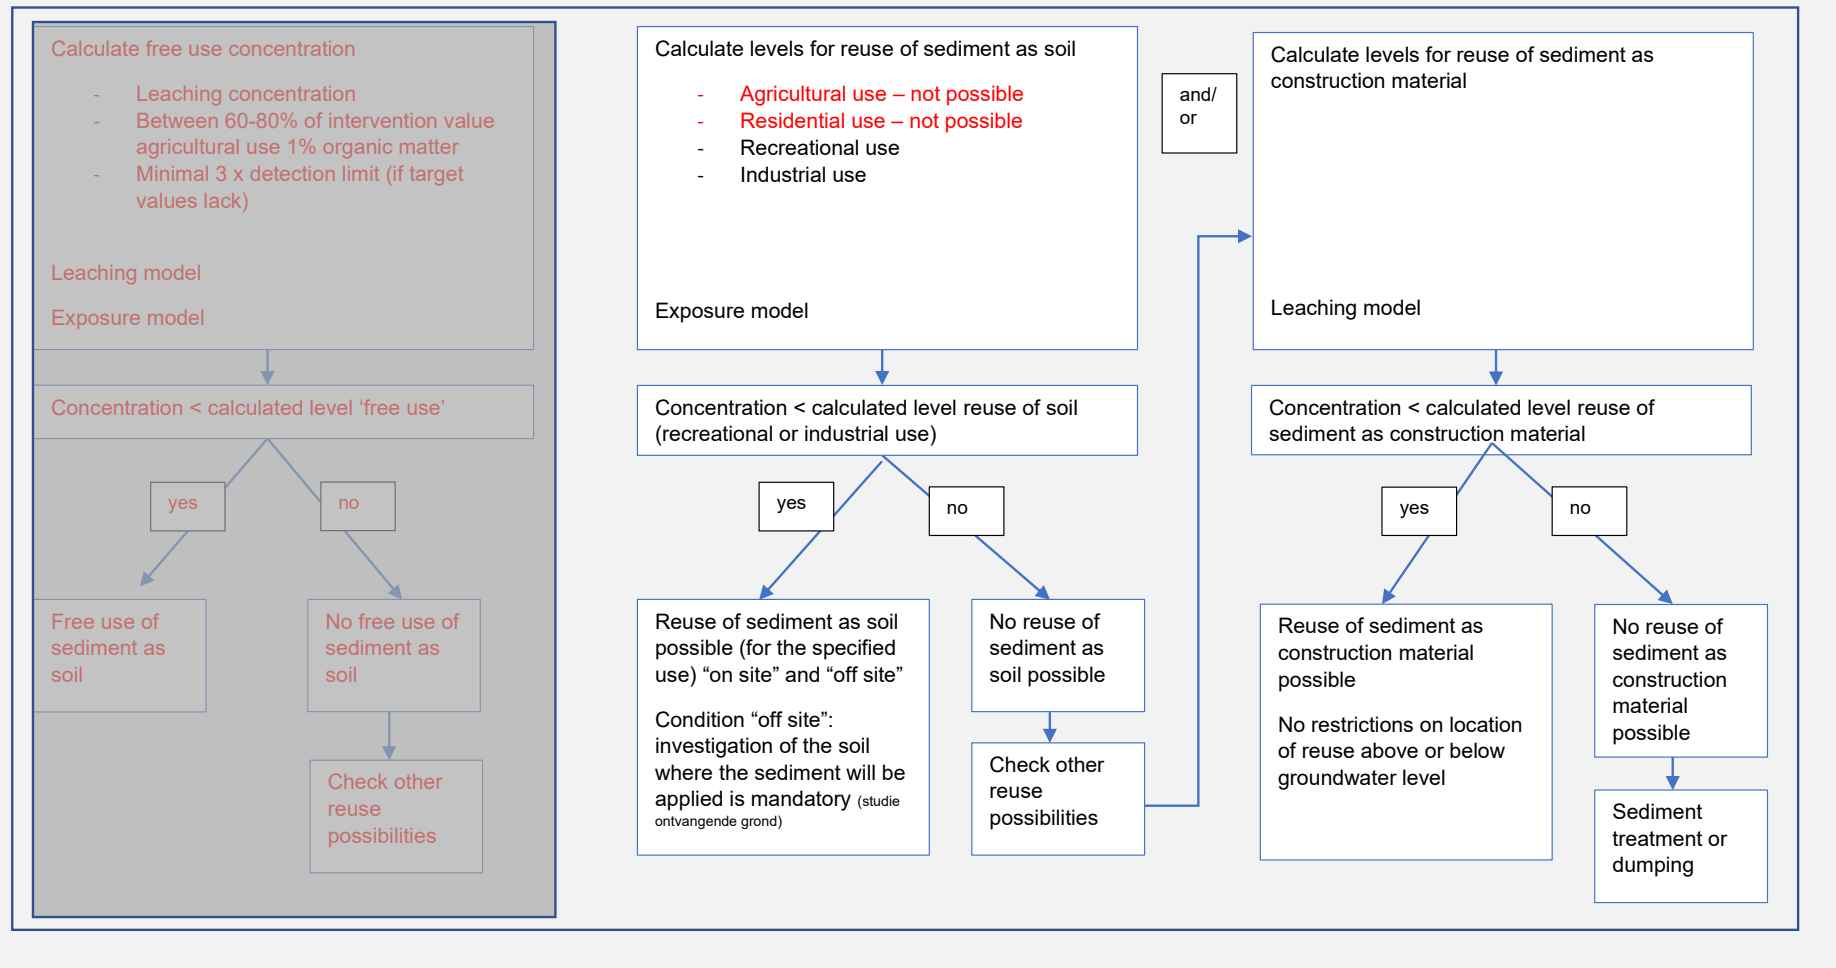 Calculate free use concentration
- Leaching concentration
- Between 60-80% of intervention value
agricultural use 1% organic matter
- Minimal 3 x detection limit (if target
values lack)
Leaching model
Exposure model
Concentration < calculated level ‘free use’
yes
no
Free use of
sediment as
soil
No free use of
sediment as
soil
Check other
reuse
possibilities
Calculate levels for reuse of sediment as soil
- Agricultural use – not possible
- Residential use – not possible
- Recreational use
- Industrial use
Exposure model
Concentration < calculated level reuse of soil
(recreational or industrial use)
yes
no
Reuse of sediment as soil
possible (for the specified
use) “on site” and “off site”
Condition “off site”:
investigation of the soil
where the sediment will be
applied is mandatory (studie
ontvangende grond)
No reuse of
sediment as
soil possible
Check other
reuse
possibilities
and/
or
Calculate levels for reuse of sediment as
construction material
Leaching model
Concentration < calculated level reuse of
sediment as construction material
yes
no
Reuse of sediment as
construction material
possible
No restrictions on location
of reuse above or below
groundwater level
No reuse of
sediment as
construction
material
possible
Sediment
treatment or
dumping